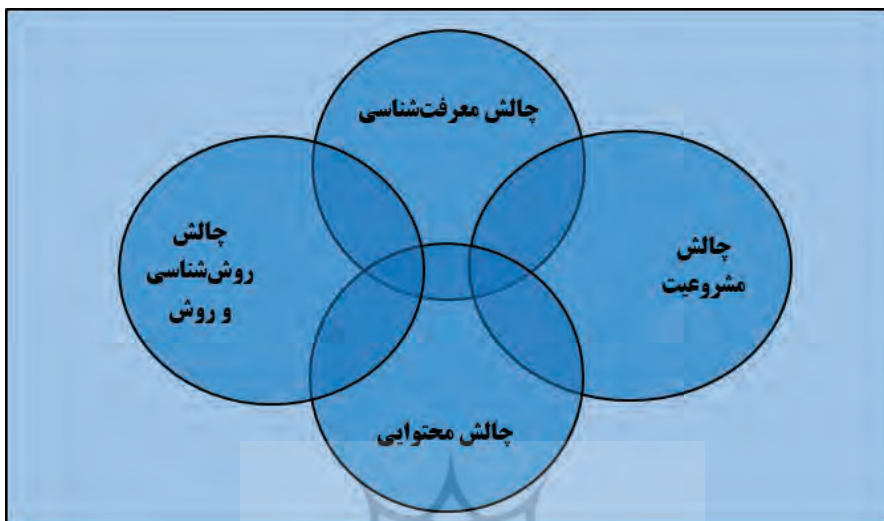 چالش معرفت‌شناسی
چالش
مشروعیت
چالش
روش‌شناسی
و روش
چالش محتوایی